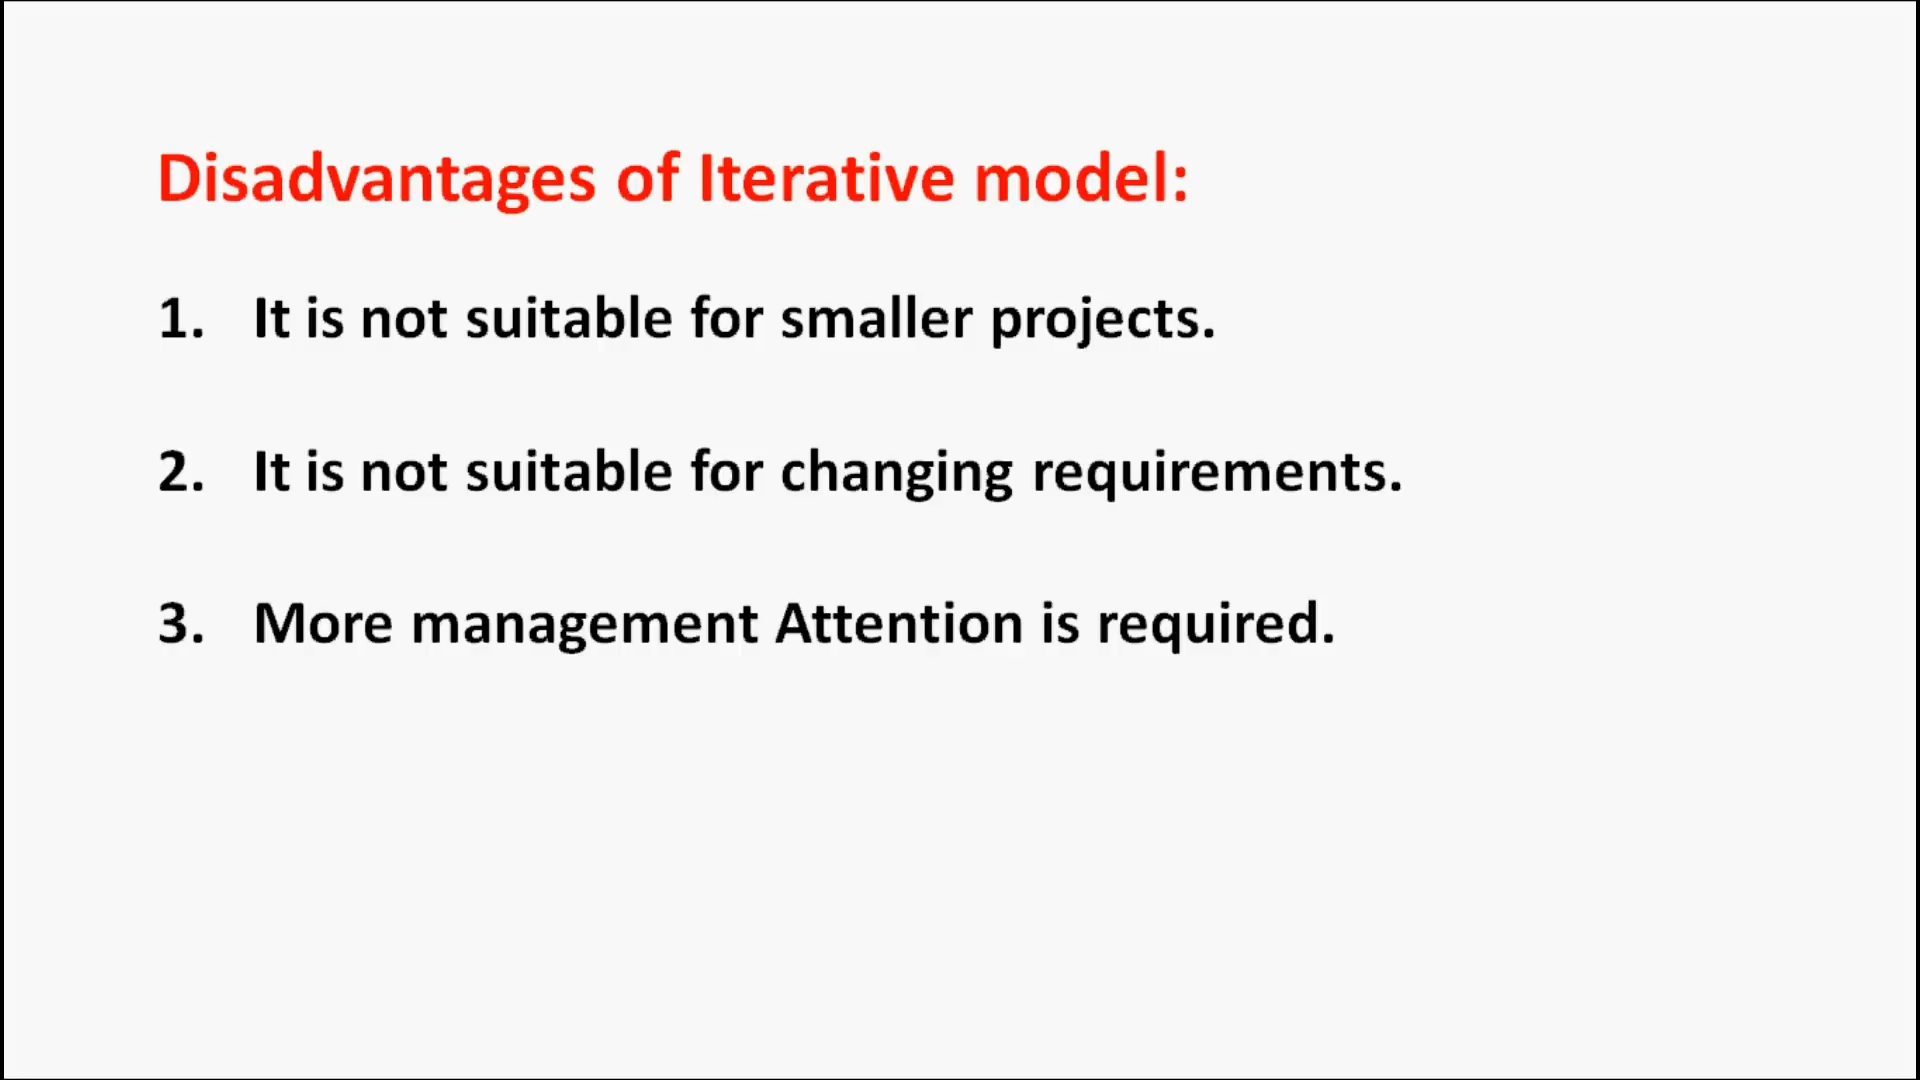 Disadvantages of Iterative model:
1. It is not suitable for smaller projects.
2. It is not suitable for changing requirements.
3. More management Attention is required.